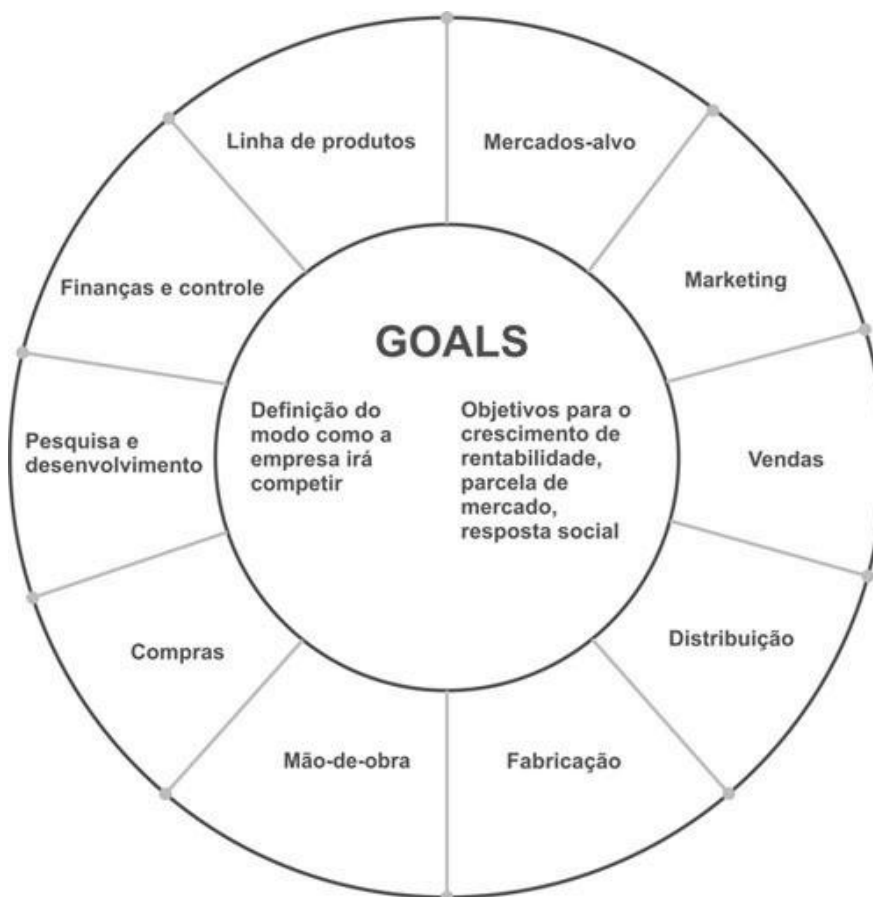 Linha de produtos
Mercados-alvo
Marketing
Vendas
Distribuição
Fabricação
Mão-de-obra
Compras
Pesquisa e
desenvolvimento
Finanças e controle
GOALS
Definição do
modo como a
empresa irá
competir
Objetivos para o
crescimento de
rentabilidade,
parcela de
mercado,
resposta social